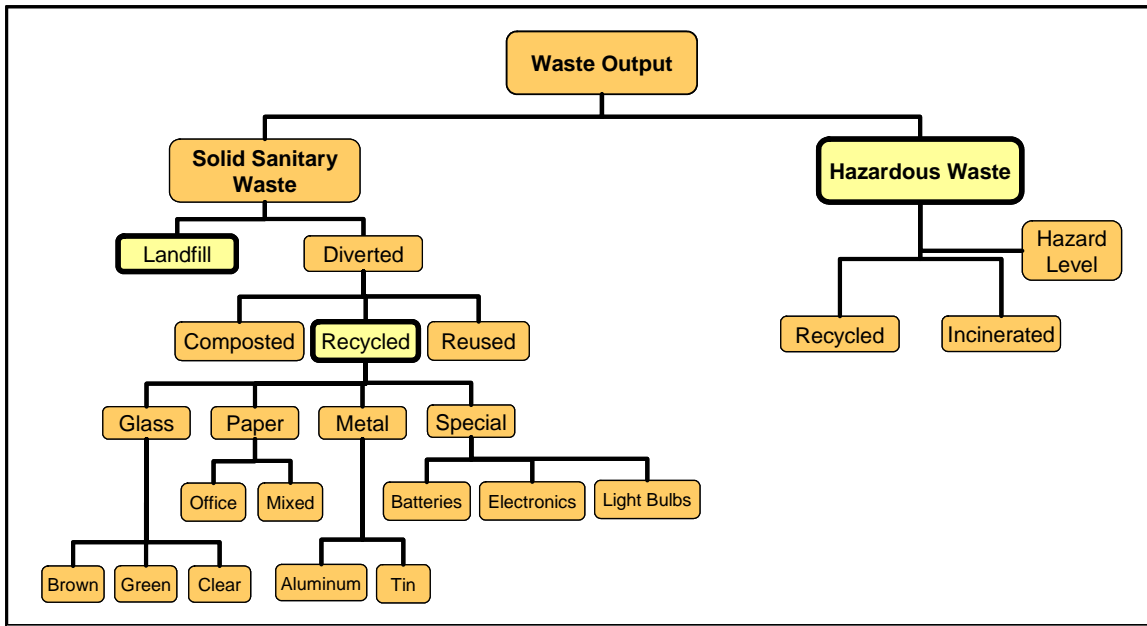 Waste Output
Solid Sanitary
Waste
Hazardous Waste
Landfill
Diverted
Hazard
Level
Composted
Recycled
Reused
Recycled
Incinerated
Glass
Paper
Metal
Special
Office
Mixed
Batteries
Electronics
Light Bulbs
Brown
Green
Clear
Aluminum
Tin